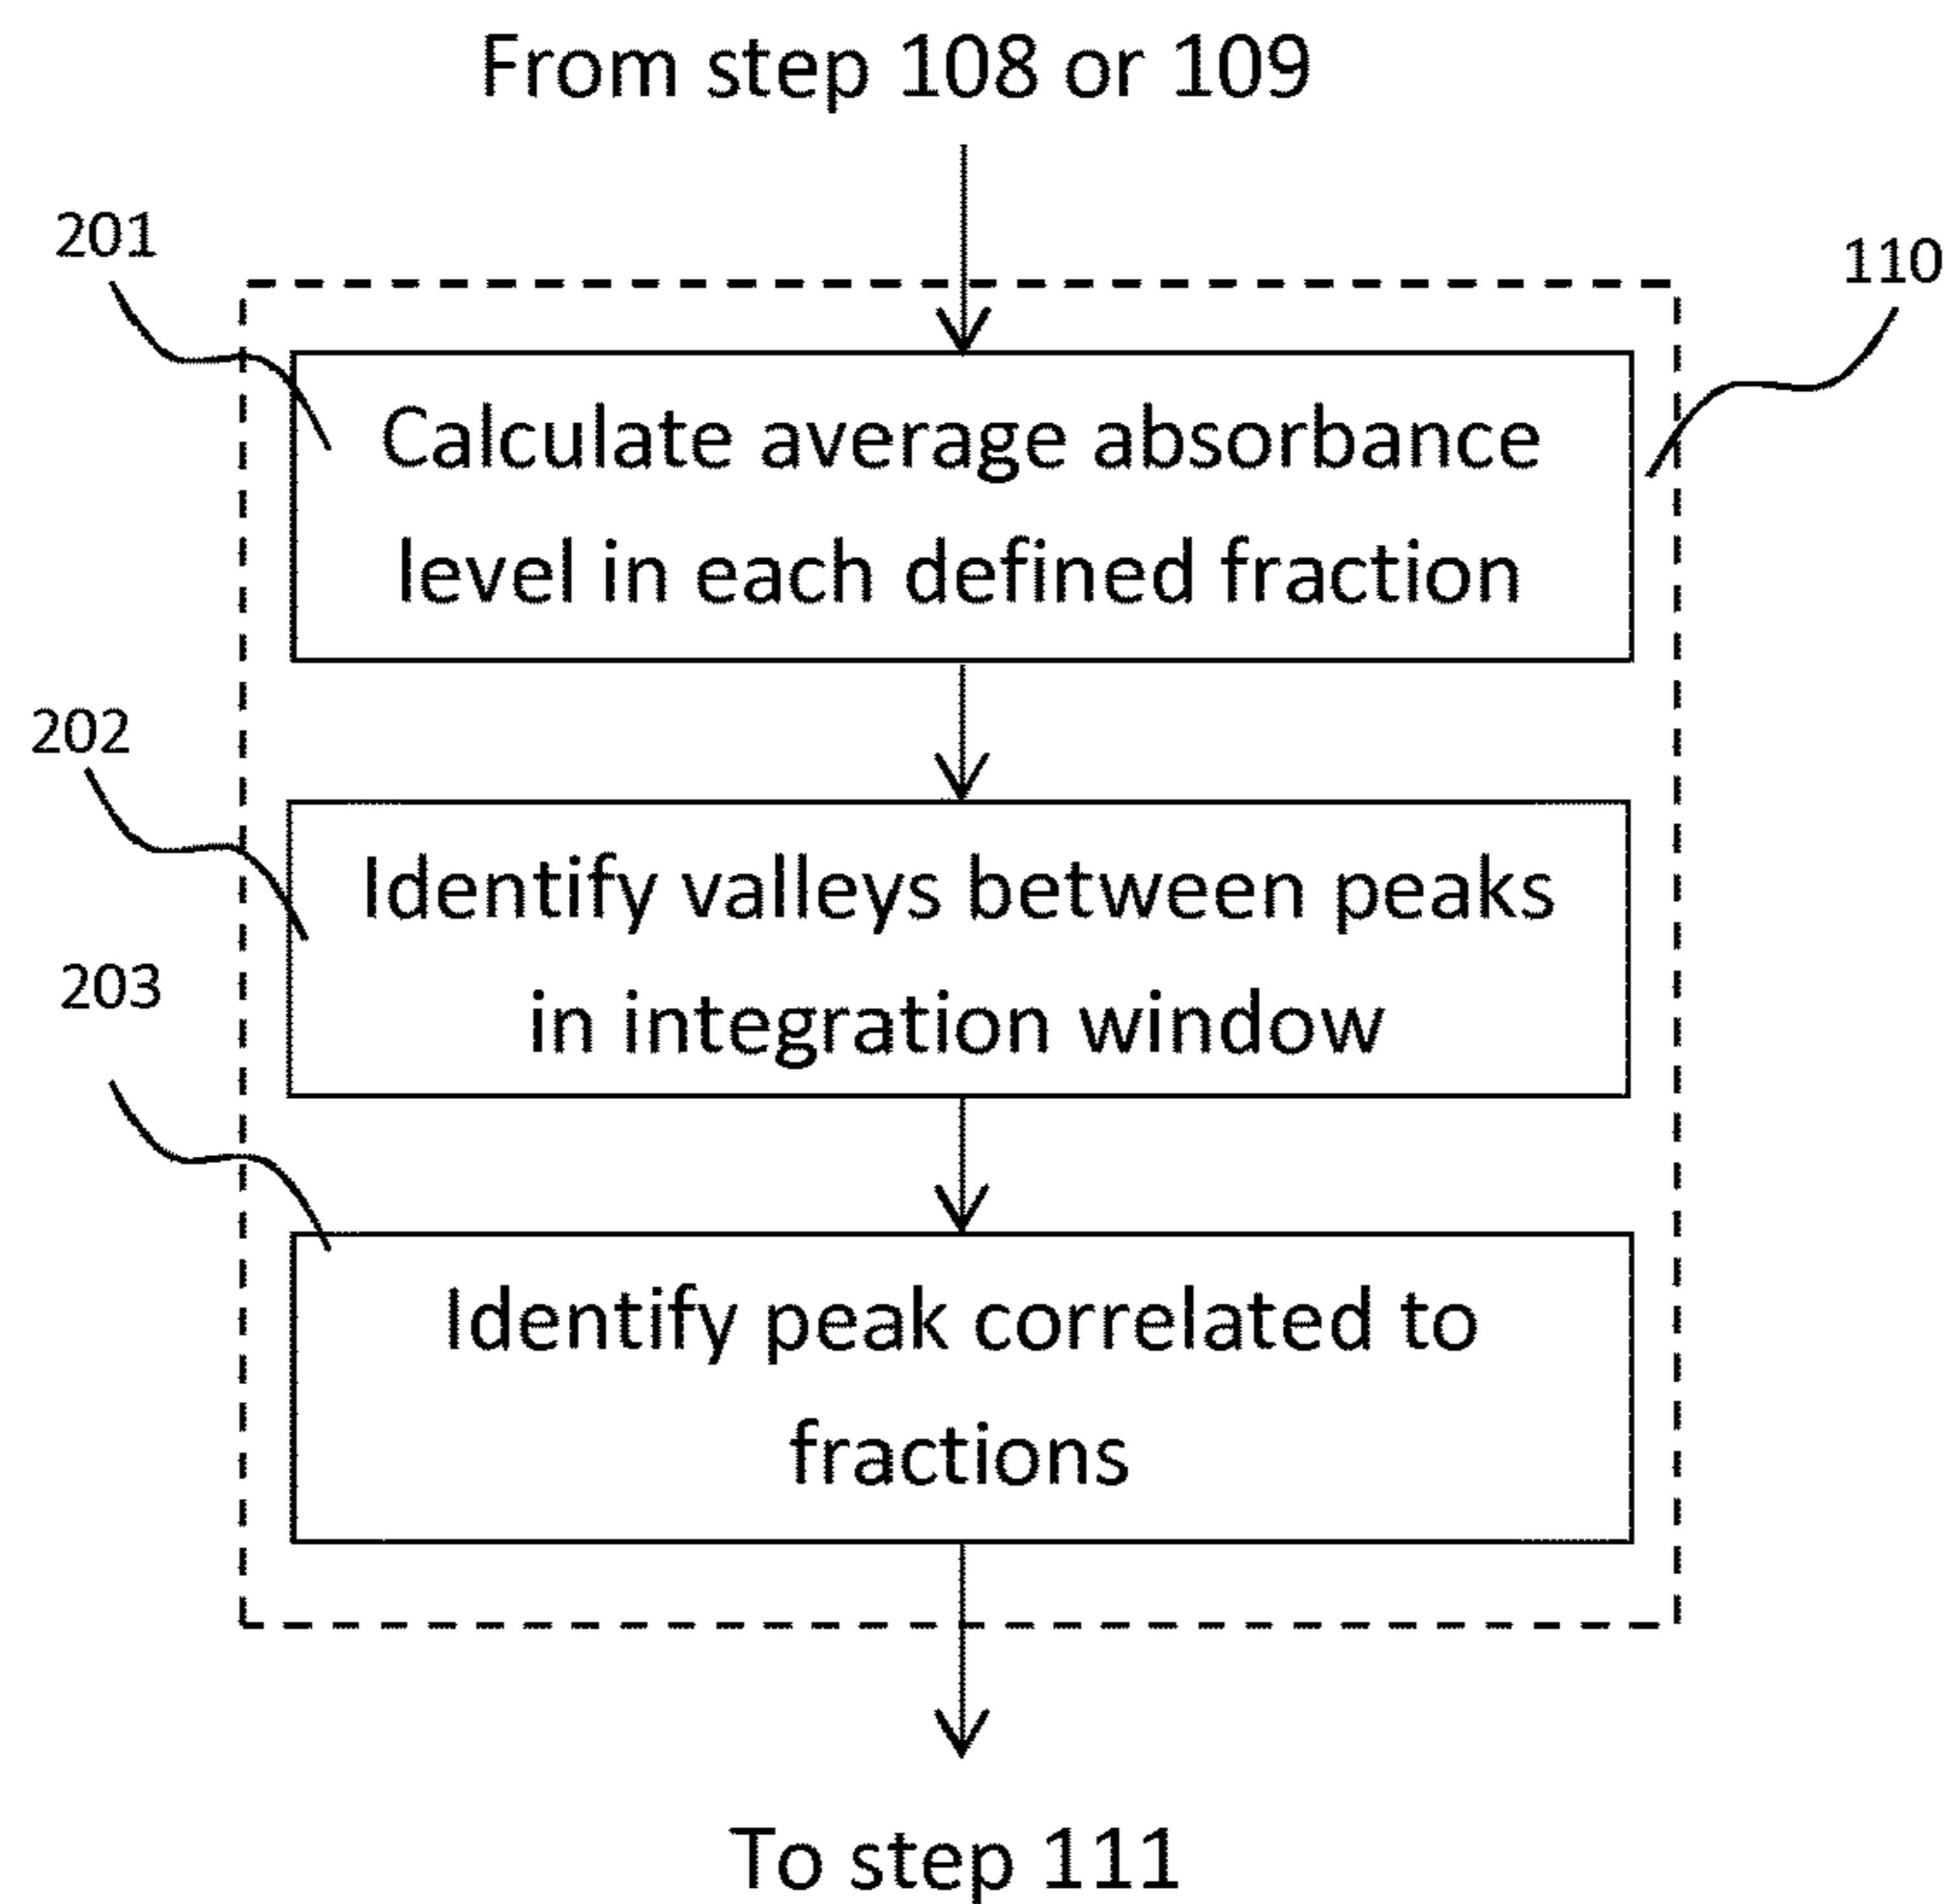 From step 108 or 109
201
110
Calculate average absorbance
level in each defined fraction
202
Identify valleys between peaks
in integration window
203
Identify peak correlated to
fractions
To step 111